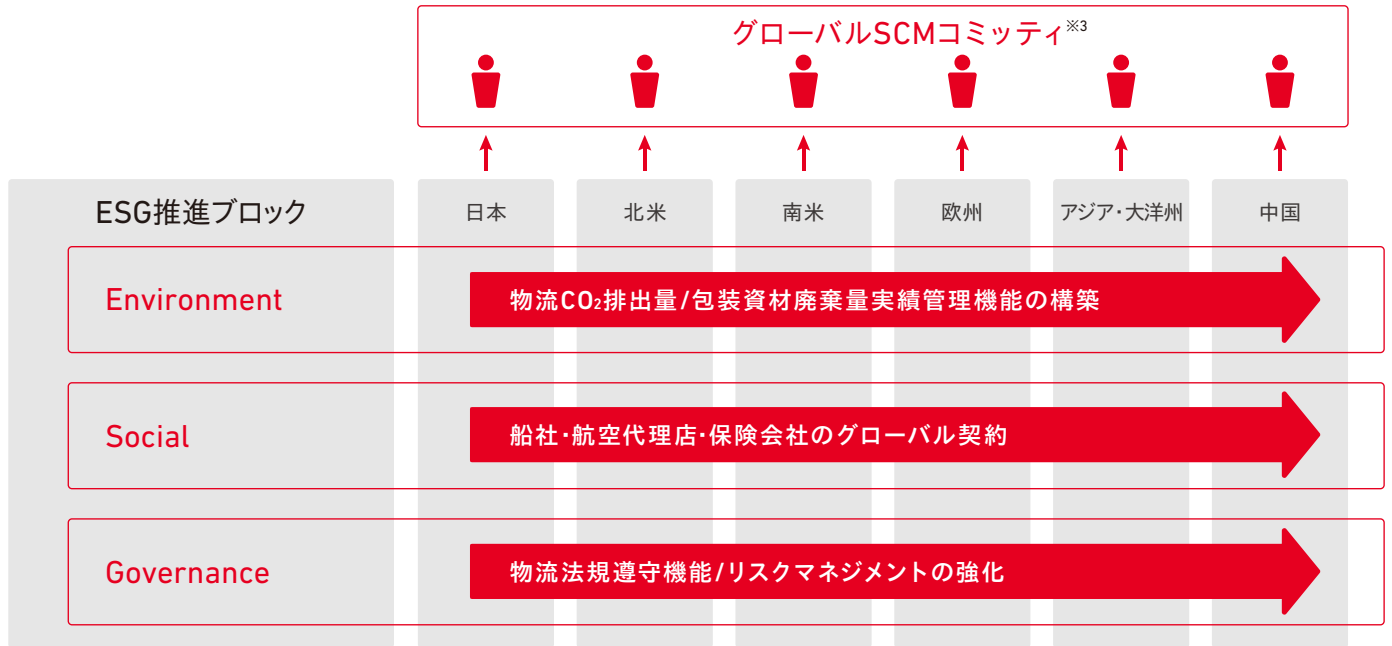 グローバルSCMコミッティ※3
ESG推進ブロック
日本
北米
南米
欧州
アジア・大洋州
中国
Environment
物流CO₂排出量/包装資材廃棄量実績管理機能の構築
Social
船社・航空代理店・保険会社のグローバル契約
Governance
物流法規遵守機能/リスクマネジメントの強化